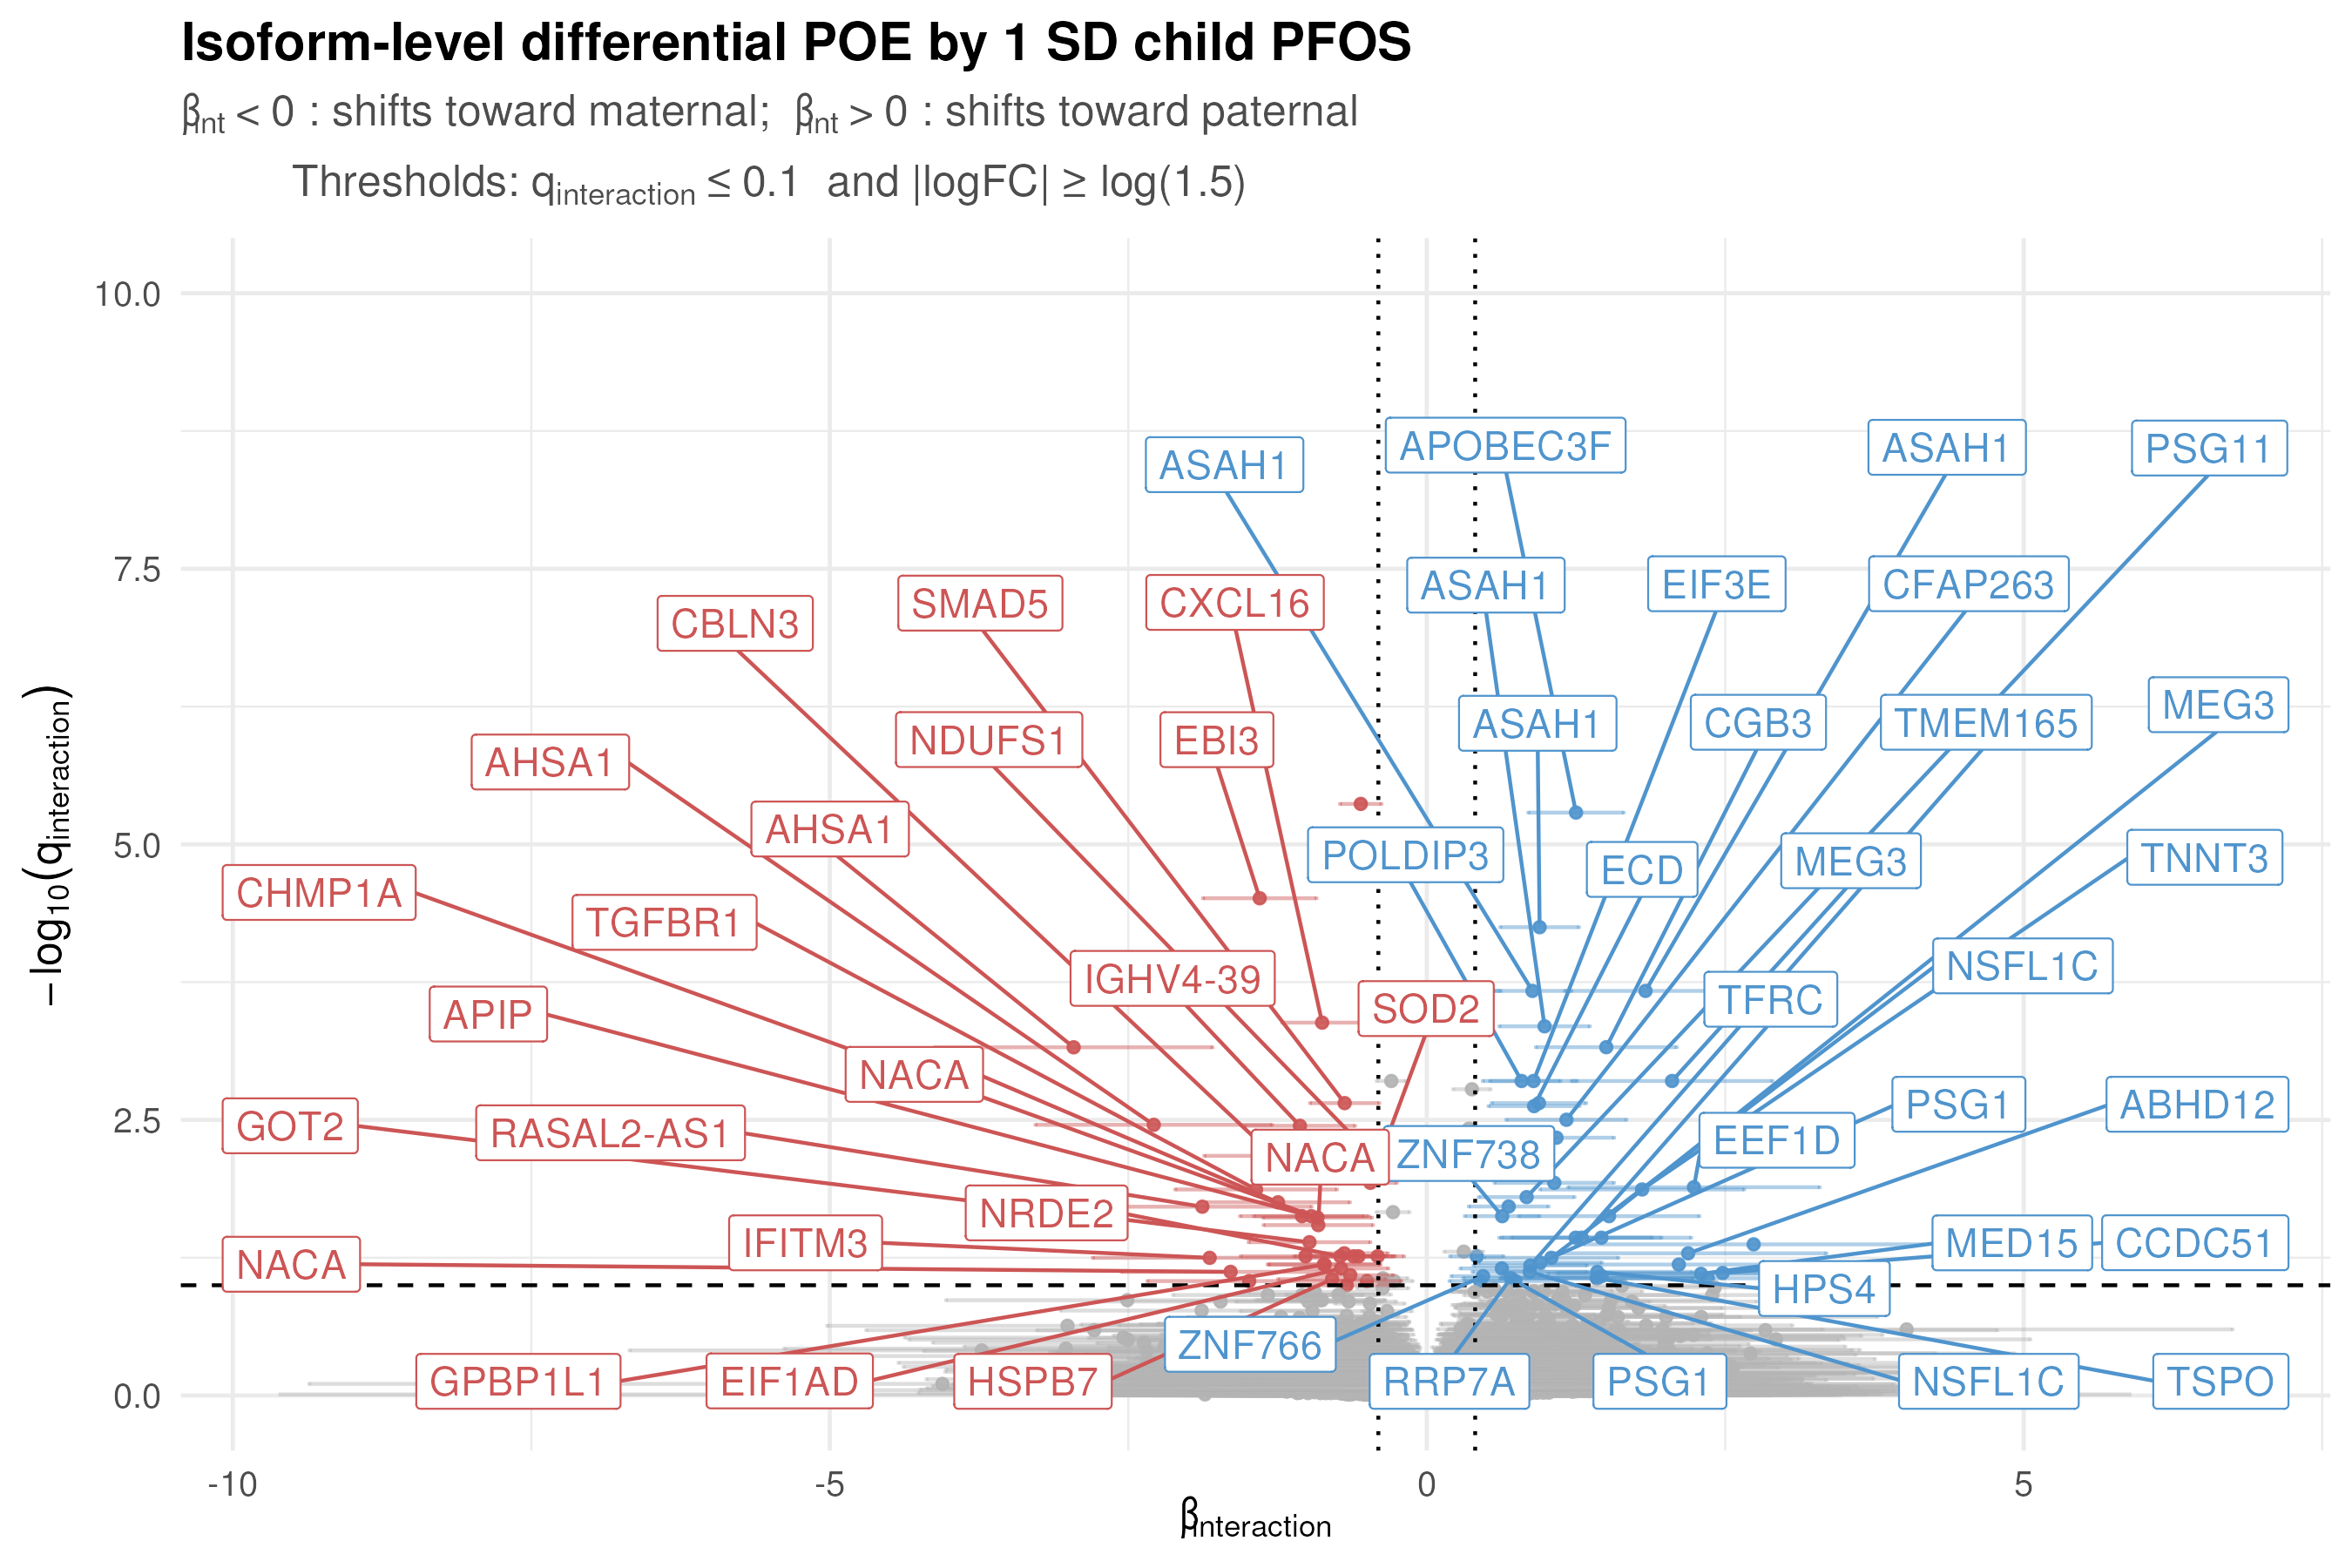 Isoform-level differential POE by 1 SD child PFOS
βint < 0 : shifts toward maternal; βint > 0 : shifts toward paternal
Thresholds: qinteraction ≤ 0.1 and |logFC| ≥ log(1.5)
10.0
ASAH1
APOBEC3F
ASAH1
PSG11
7.5
CBLN3
SMAD5
CXCL16
ASAH1
EIF3E
CFAP263
AHSA1
NDUFS1
EBI3
ASAH1
CGB3
TMEM165
MEG3
5.0
AHSA1
POLDIP3
ECD
MEG3
TNNT3
CHMP1A
TGFBR1
IGHV4-39
NSFL1C
APIP
SOD2
TFRC
NACA
2.5
GOT2
RASAL2-AS1
NACA
ZNF738
EEF1D
PSG1
ABHD12
NRDE2
IFITM3
NACA
MED15
CCDC51
HPS4
ZNF766
0.0
GPBP1L1
EIF1AD
HSPB7
RRP7A
PSG1
NSFL1C
TSPO
-10
-5
0
5
βinteraction
−log10(qinteraction)